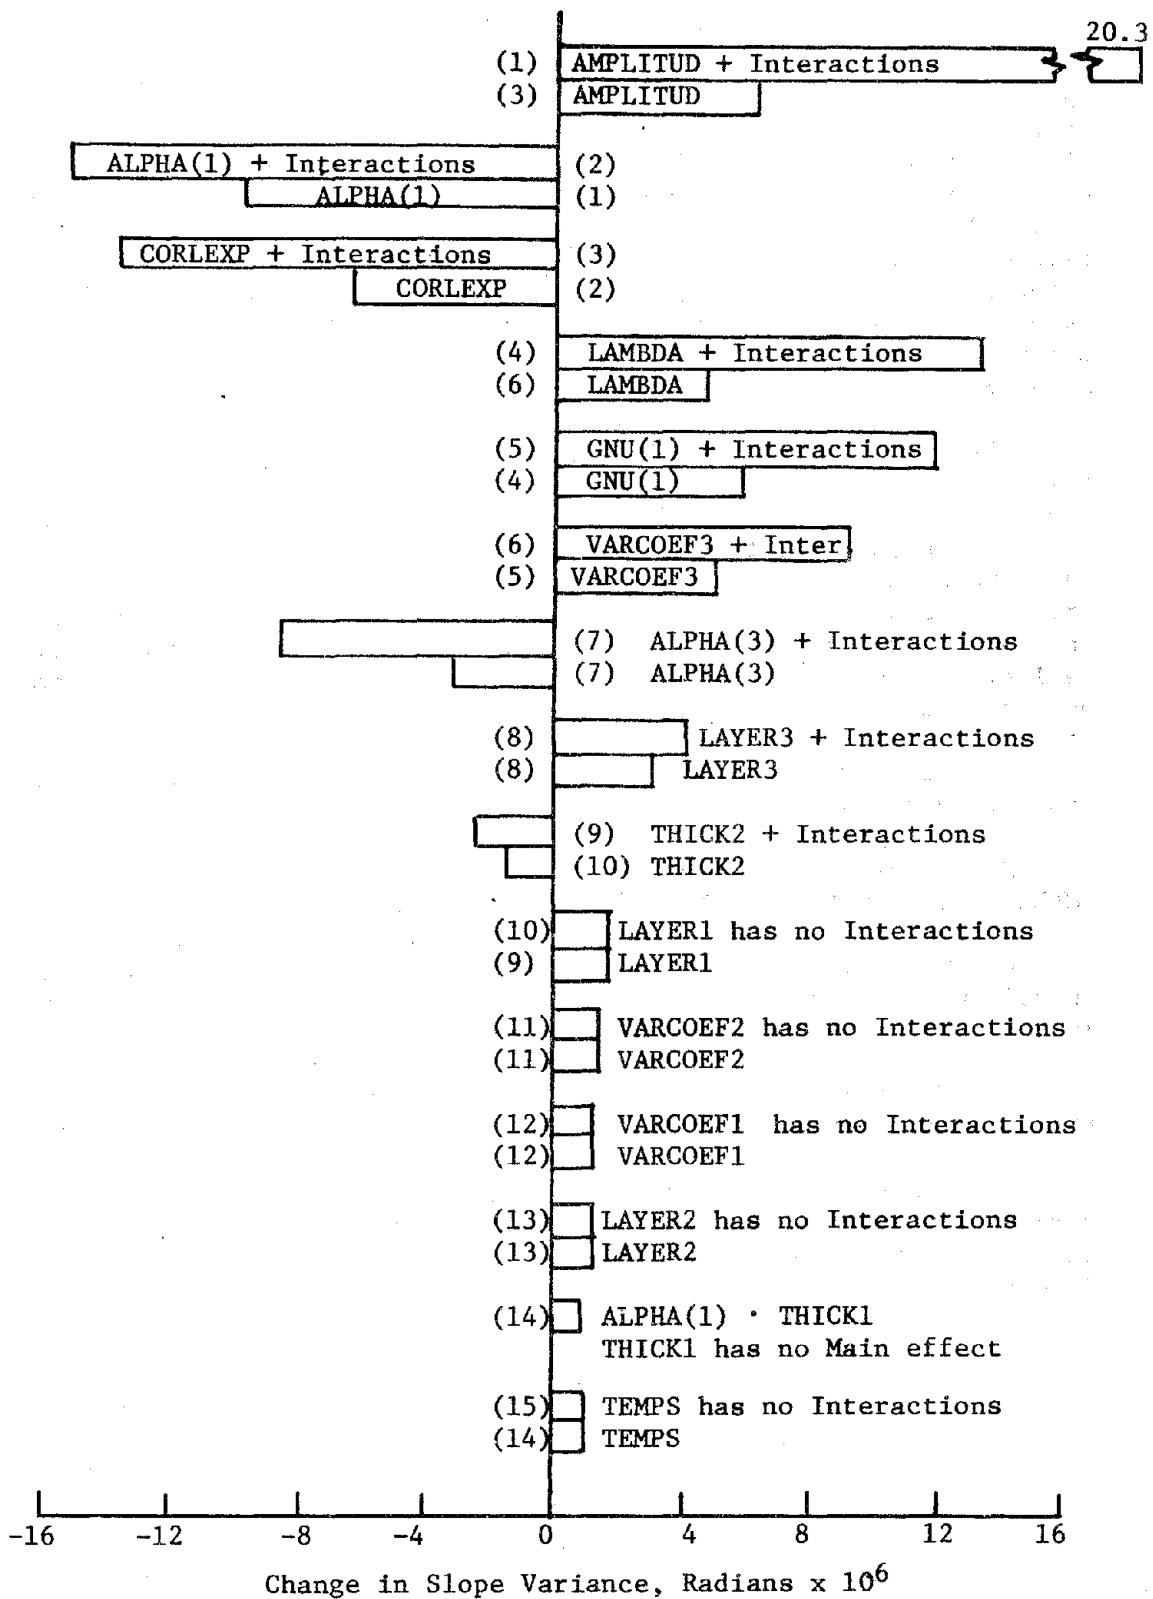 20.3
(1) AMPLITUD + Interactions
(3) AMPLITUD
ALPHA(1) + Interactions (2)
ALPHA(1) (1)
CORLEXP + Interactions (3)
CORLEXP (2)
(4) LAMBDA + Interactions
(6) LAMBDA
(5) GNU(1) + Interactions
(4) GNU(1)
(6) VARCOEF3 + Inter
(5) VARCOEF3
(7) ALPHA(3) + Interactions
(7) ALPHA(3)
(8) LAYER3 + Interactions
(8) LAYER3
(9) THICK2 + Interactions
(10) THICK2
(10) LAYER1 has no Interactions
(9) LAYER1
(11) VARCOEF2 has no Interactions
(11) VARCOEF2
(12) VARCOEF1 has no Interactions
(12) VARCOEF1
(13) LAYER2 has no Interactions
(13) LAYER2
(14) ALPHA(1) · THICK1
THICK1 has no Main effect
(15) TEMPS has no Interactions
(14) TEMPS
-16 -12 -8 -4 0 4 8 12 16
Change in Slope Variance, Radians x 10⁶